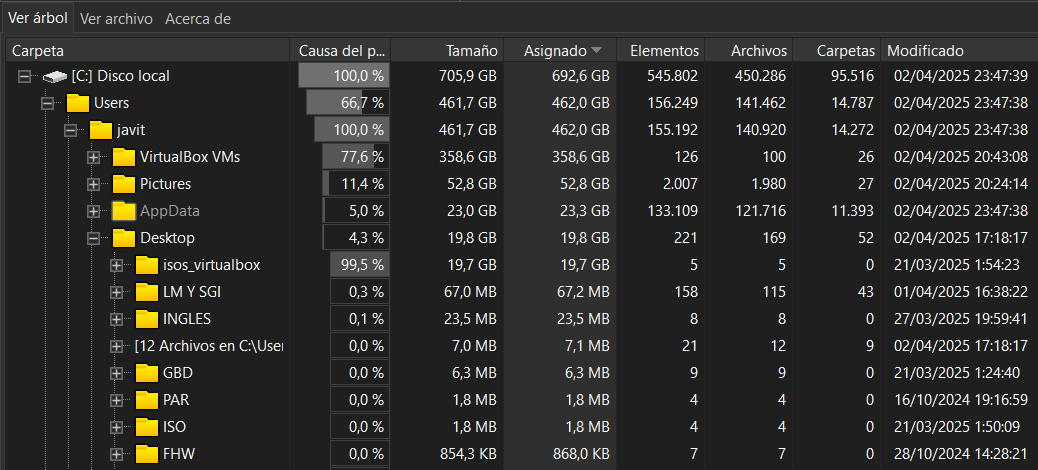 Ver árbol Ver archivo Acerca de
Carpeta Causa del p... Tamaño Asignado Elementos Archivos Carpetas Modificado
[C:] Disco local 100,0 % 705,9 GB 692,6 GB 545.802 450.286 95.516 02/04/2025 23:47:39
Users 66,7 % 461,7 GB 462,0 GB 156.249 141.462 14.787 02/04/2025 23:47:38
javit 100,0 % 461,7 GB 462,0 GB 155.192 140.920 14.272 02/04/2025 23:47:38
VirtualBox VMs 77,6 % 358,6 GB 358,6 GB 126 100 26 02/04/2025 20:43:08
Pictures 11,4 % 52,8 GB 52,8 GB 2.007 1.980 27 02/04/2025 20:24:14
AppData 5,0 % 23,0 GB 23,3 GB 133.109 121.716 11.393 02/04/2025 23:47:38
Desktop 4,3 % 19,8 GB 19,8 GB 221 169 52 02/04/2025 17:18:17
isos_virtualbox 99,5 % 19,7 GB 19,7 GB 5 5 0 21/03/2025 1:54:23
LM Y SGI 0,3 % 67,0 MB 67,2 MB 158 115 43 01/04/2025 16:38:22
INGLES 0,1 % 23,5 MB 23,5 MB 8 8 0 27/03/2025 19:59:41
[12 Archivos en C:\User 0,0 % 7,0 MB 7,1 MB 21 12 9 02/04/2025 17:18:17
GBD 0,0 % 6,3 MB 6,3 MB 9 9 0 21/03/2025 1:24:40
PAR 0,0 % 1,8 MB 1,8 MB 4 4 0 16/10/2024 19:16:59
ISO 0,0 % 1,8 MB 1,8 MB 4 4 0 21/03/2025 1:50:09
FHW 0,0 % 854,3 KB 868,0 KB 7 7 0 28/10/2024 14:28:21